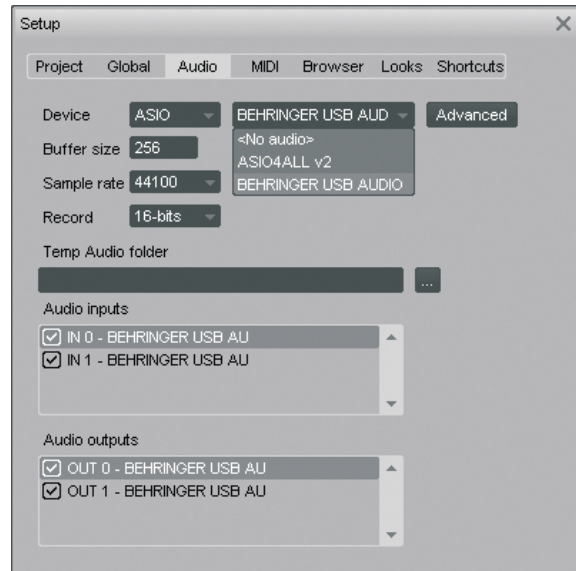 Setup
Project Global Audio MIDI Browser Looks Shortcuts
Device ASIO BEHRINGER USB AUD Advanced
<No audio>
ASIO4ALL v2
BEHRINGER USB AUDIO
Buffer size 256
Sample rate 44100
Record 16-bits
Temp Audio folder
...
Audio inputs
IN 0 - BEHRINGER USB AU
IN 1 - BEHRINGER USB AU
Audio outputs
OUT 0 - BEHRINGER USB AU
OUT 1 - BEHRINGER USB AU